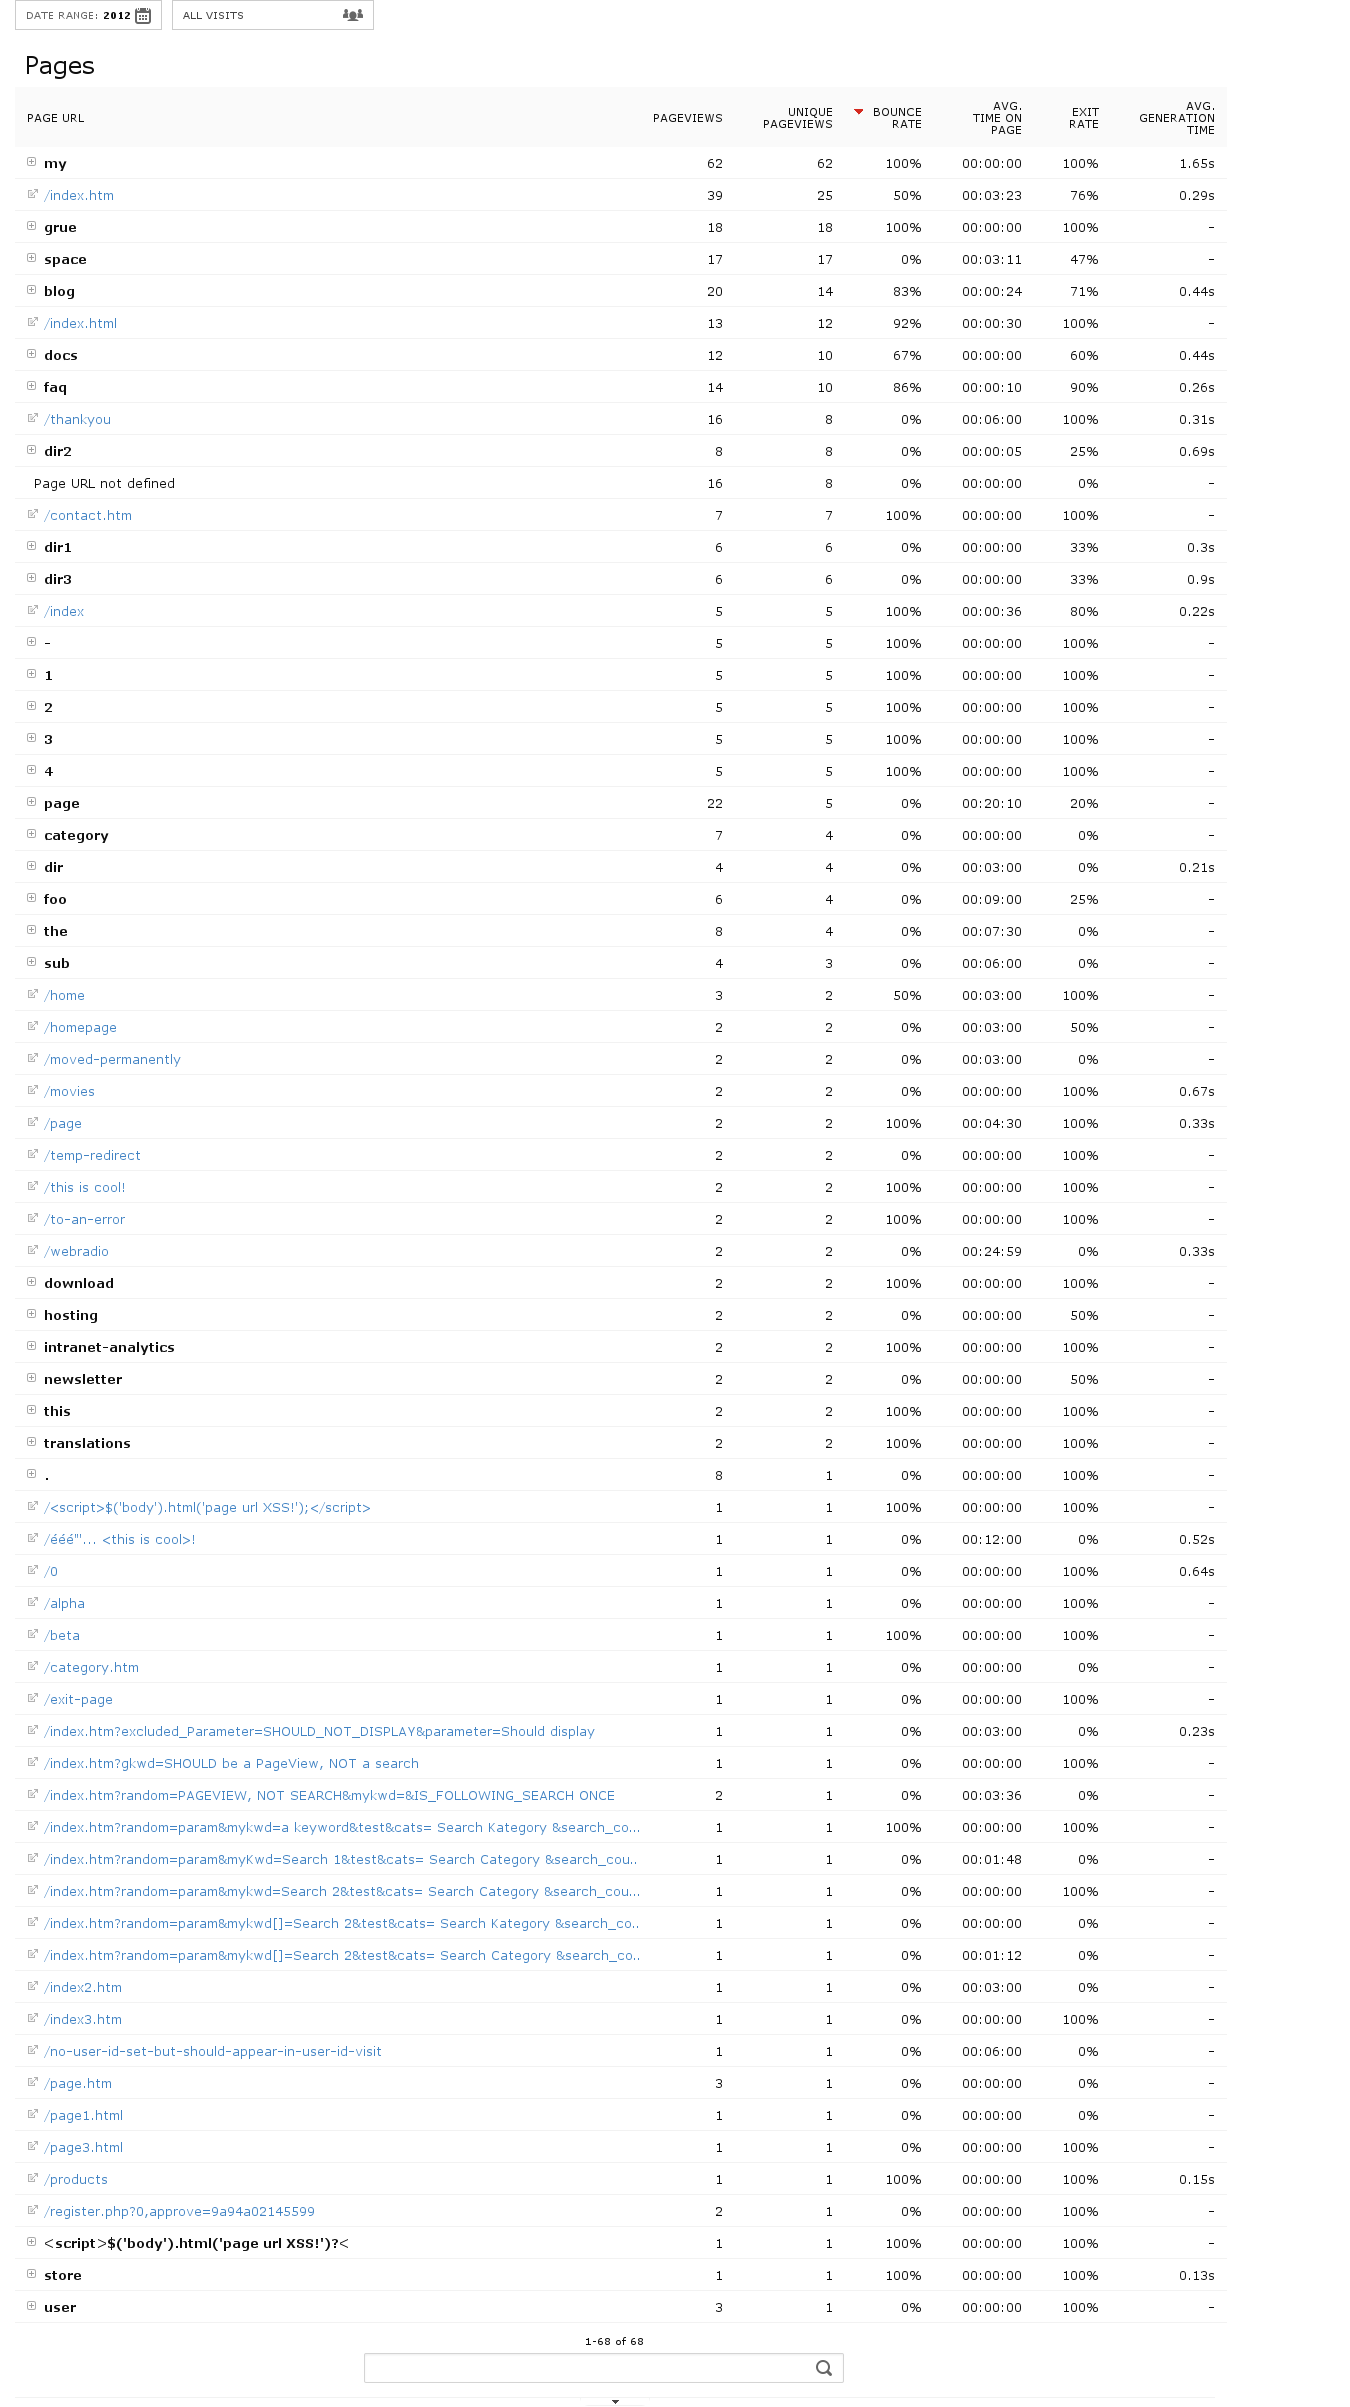 DATE RANGE: 2012
ALL VISITS
Pages
PAGE URL PAGEVIEWS UNIQUE PAGEVIEWS BOUNCE RATE AVG. TIME ON PAGE EXIT RATE AVG. GENERATION TIME
my 62 62 100% 00:00:00 100% 1.65s
/index.htm 39 25 50% 00:03:23 76% 0.29s
grue 18 18 100% 00:00:00 100% -
space 17 17 0% 00:03:11 47% -
blog 20 14 83% 00:00:24 71% 0.44s
/index.html 13 12 92% 00:00:30 100% -
docs 12 10 67% 00:00:00 60% 0.44s
faq 14 10 86% 00:00:10 90% 0.26s
/thankyou 16 8 0% 00:06:00 100% 0.31s
dir2 8 8 0% 00:00:05 25% 0.69s
Page URL not defined 16 8 0% 00:00:00 0% -
/contact.htm 7 7 100% 00:00:00 100% -
dir1 6 6 0% 00:00:00 33% 0.3s
dir3 6 6 0% 00:00:00 33% 0.9s
/index 5 5 100% 00:00:36 80% 0.22s
- 5 5 100% 00:00:00 100% -
1 5 5 100% 00:00:00 100% -
2 5 5 100% 00:00:00 100% -
3 5 5 100% 00:00:00 100% -
4 5 5 100% 00:00:00 100% -
page 22 5 0% 00:20:10 20% -
category 7 4 0% 00:00:00 0% -
dir 4 4 0% 00:03:00 0% 0.21s
foo 6 4 0% 00:09:00 25% -
the 8 4 0% 00:07:30 0% -
sub 4 3 0% 00:06:00 0% -
/home 3 2 50% 00:03:00 100% -
/homepage 2 2 0% 00:03:00 50% -
/moved-permanently 2 2 0% 00:03:00 0% -
/movies 2 2 0% 00:00:00 100% 0.67s
/page 2 2 100% 00:04:30 100% 0.33s
/temp-redirect 2 2 0% 00:00:00 100% -
/this is cool! 2 2 100% 00:00:00 100% -
/to-an-error 2 2 100% 00:00:00 100% -
/webradio 2 2 0% 00:24:59 0% 0.33s
download 2 2 100% 00:00:00 100% -
hosting 2 2 0% 00:00:00 50% -
intranet-analytics 2 2 100% 00:00:00 100% -
newsletter 2 2 0% 00:00:00 50% -
this 2 2 100% 00:00:00 100% -
translations 2 2 100% 00:00:00 100% -
. 8 1 0% 00:00:00 100% -
/<script>$('body').html('page url XSS!');</script> 1 1 100% 00:00:00 100% -
/ééé"'... <this is cool>! 1 1 0% 00:12:00 0% 0.52s
/0 1 1 0% 00:00:00 100% 0.64s
/alpha 1 1 0% 00:00:00 100% -
/beta 1 1 100% 00:00:00 100% -
/category.htm 1 1 0% 00:00:00 0% -
/exit-page 1 1 0% 00:00:00 100% -
/index.htm?excluded_Parameter=SHOULD_NOT_DISPLAY&parameter=Should display 1 1 0% 00:03:00 0% 0.23s
/index.htm?gkwd=SHOULD be a PageView, NOT a search 1 1 0% 00:00:00 100% -
/index.htm?random=PAGEVIEW, NOT SEARCH&mykwd=&IS_FOLLOWING_SEARCH ONCE 2 1 0% 00:03:36 0% -
/index.htm?random=param&mykwd=a keyword&test&cats= Search Kategory &search_co... 1 1 100% 00:00:00 100% -
/index.htm?random=param&myKwd=Search 1&test&cats= Search Category &search_cou.. 1 1 0% 00:01:48 0% -
/index.htm?random=param&mykwd=Search 2&test&cats= Search Category &search_cou... 1 1 0% 00:00:00 100% -
/index.htm?random=param&mykwd[]=Search 2&test&cats= Search Kategory &search_co.. 1 1 0% 00:00:00 0% -
/index.htm?random=param&mykwd[]=Search 2&test&cats= Search Category &search_co.. 1 1 0% 00:01:12 0% -
/index2.htm 1 1 0% 00:03:00 0% -
/index3.htm 1 1 0% 00:00:00 100% -
/no-user-id-set-but-should-appear-in-user-id-visit 1 1 0% 00:06:00 0% -
/page.htm 3 1 0% 00:00:00 0% -
/page1.html 1 1 0% 00:00:00 0% -
/page3.html 1 1 0% 00:00:00 100% -
/products 1 1 100% 00:00:00 100% 0.15s
/register.php?0,approve=9a94a02145599 2 1 0% 00:00:00 100% -
<script>$('body').html('page url XSS!')?< 1 1 100% 00:00:00 100% -
store 1 1 100% 00:00:00 100% 0.13s
user 3 1 0% 00:00:00 100% -
1-68 of 68